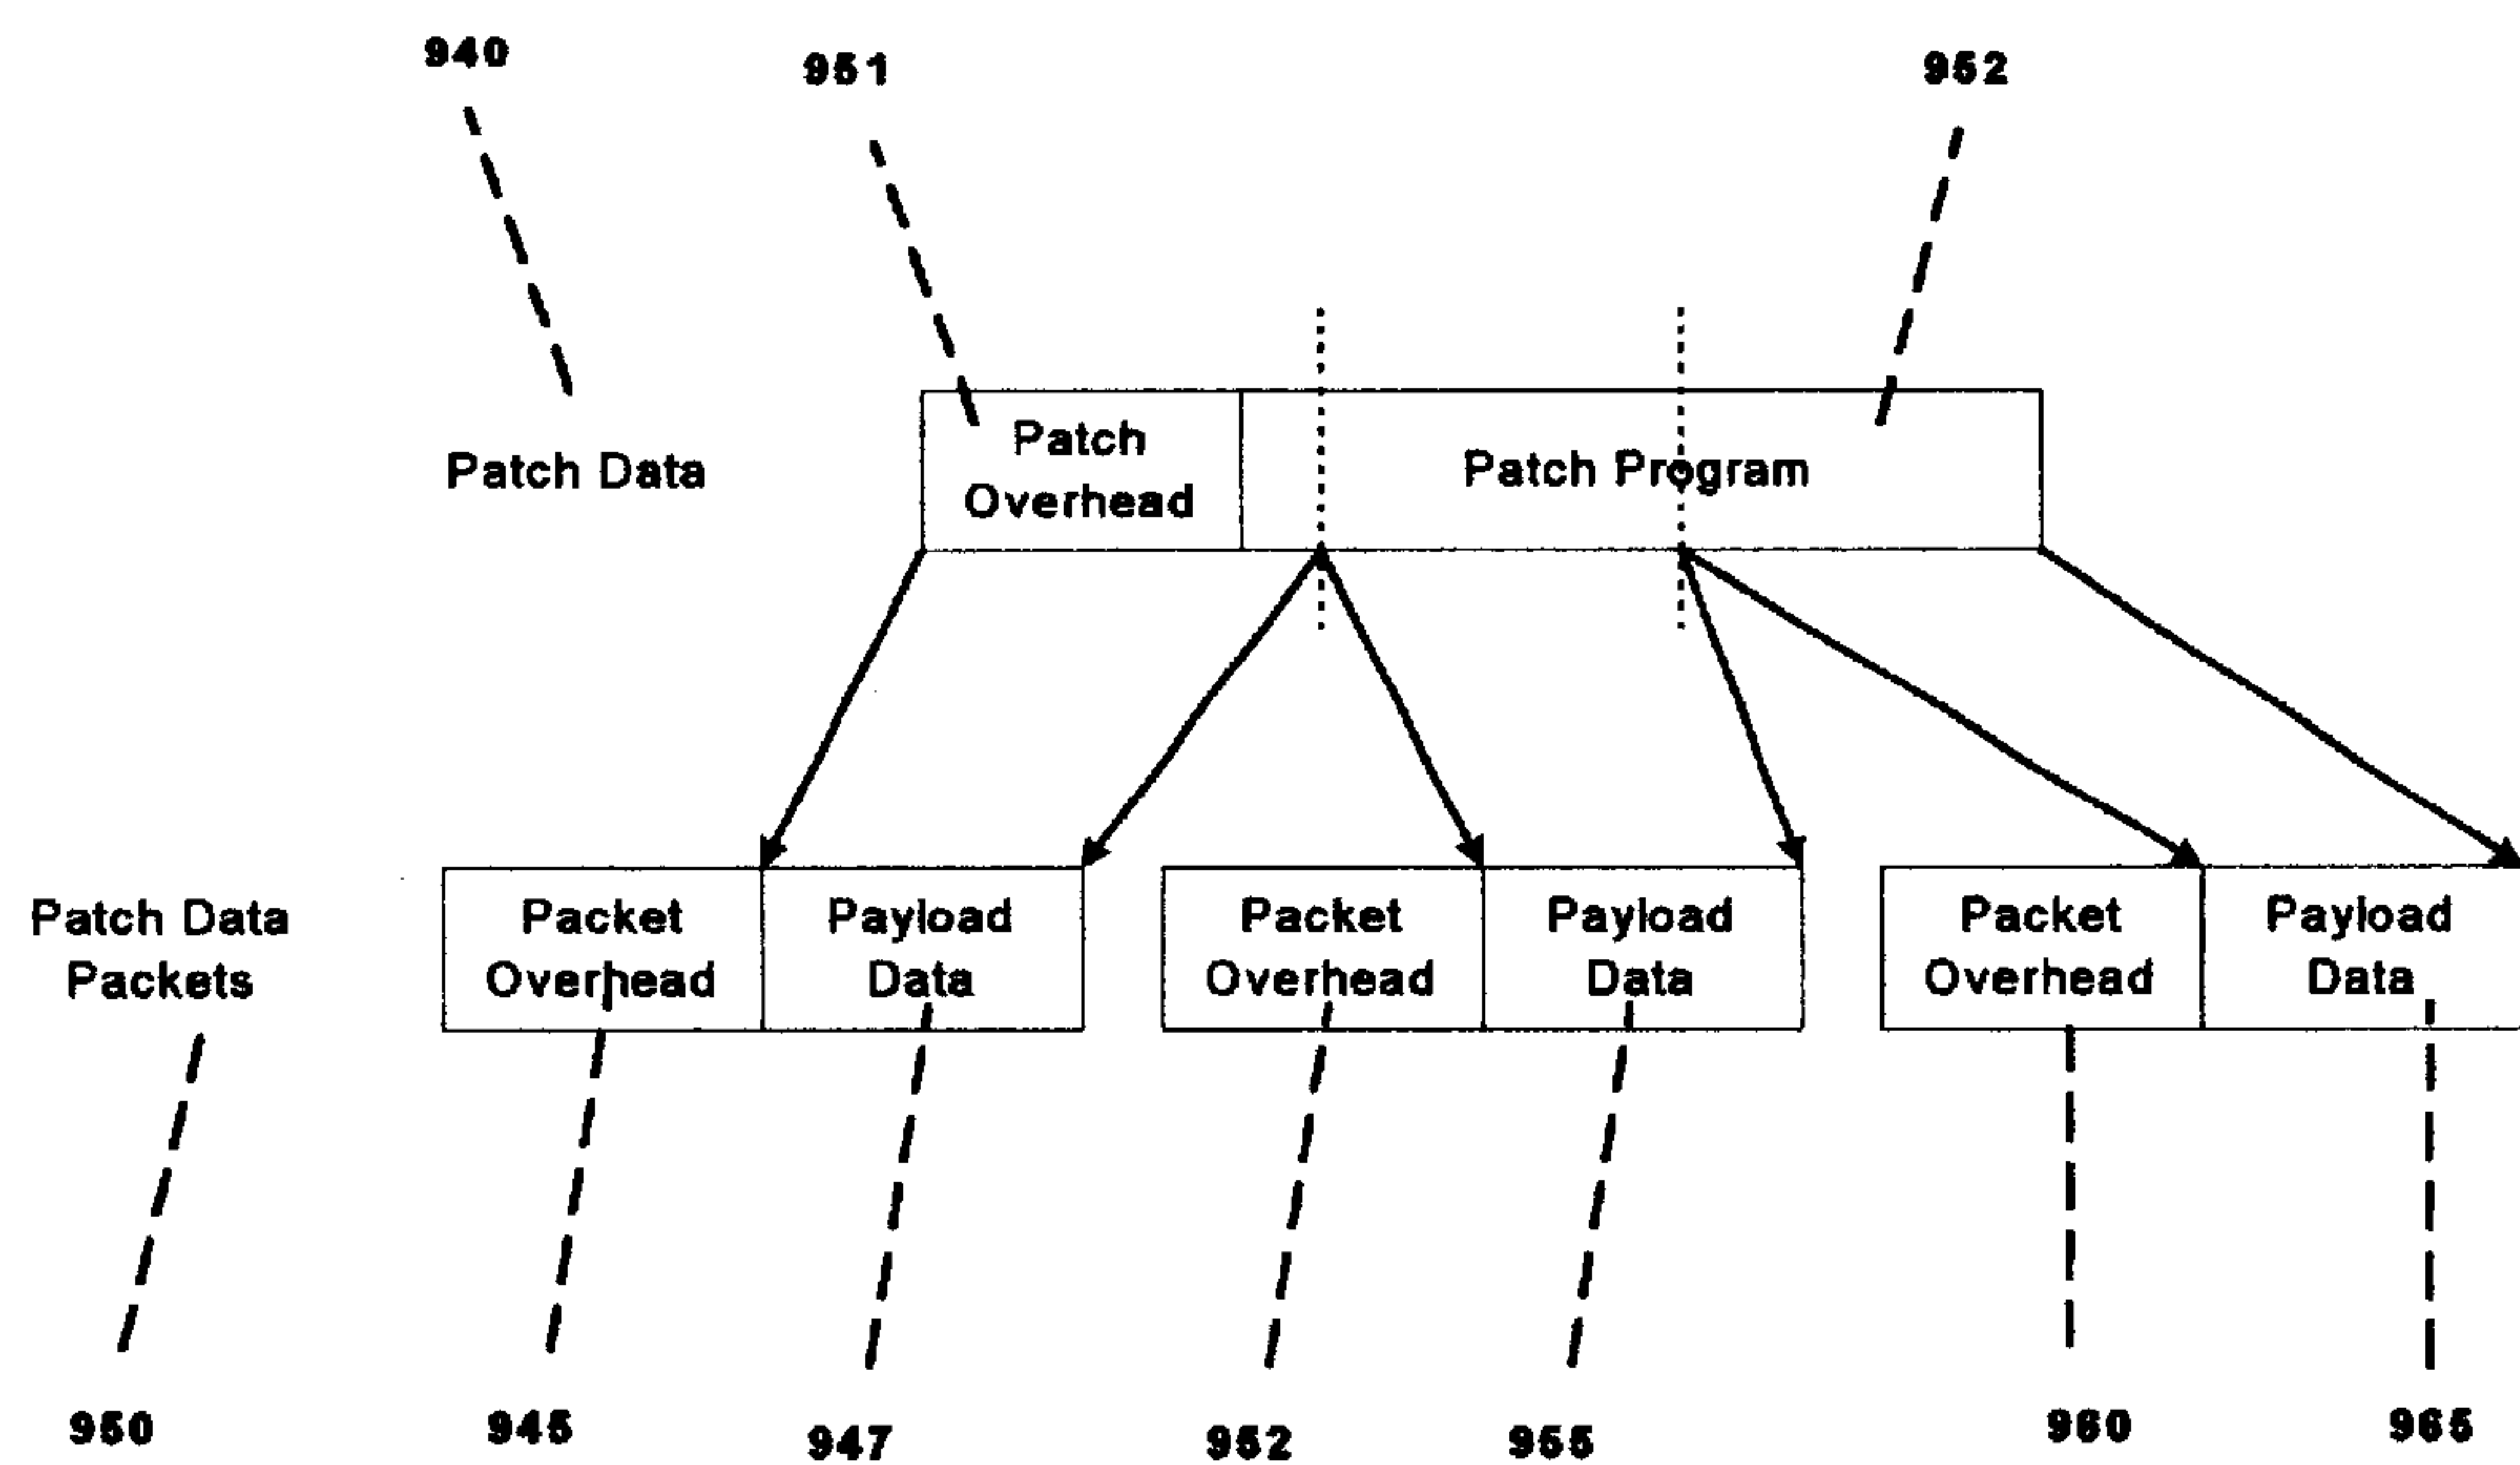 940
951
952
Patch Data
Patch
Overhead
Patch Program
Patch Data
Packets
Packet
Overhead
Payload
Data
Packet
Overhead
Payload
Data
Packet
Overhead
Payload
Data
950
945
947
952
955
960
965